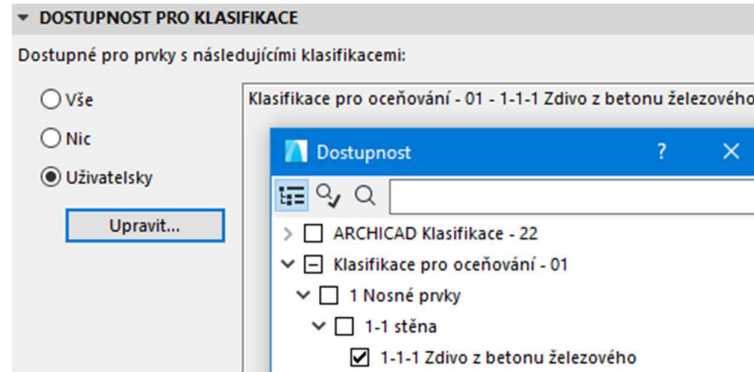 DOSTUPNOST PRO KLASIFIKACE
Dostupné pro prvky s následujícími klasifikacemi:
Vše
Nic
Uživatelsky
Upravit...
Klasifikace pro oceňování - 01 - 1-1-1 Zdivo z betonu železového
Dostupnost
?
ARCHICAD Klasifikace - 22
Klasifikace pro oceňování - 01
1 Nosné prvky
1-1 stěna
1-1-1 Zdivo z betonu železového